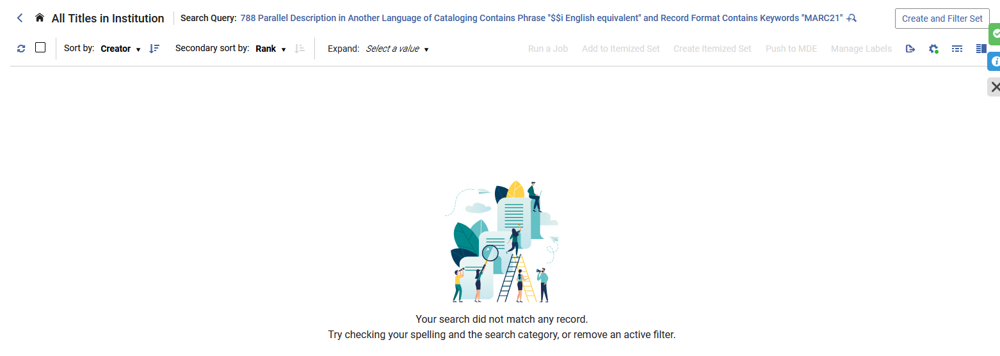 All Titles in Institution Search Query: 788 Parallel Description in Another Language of Cataloging Contains Phrase "$$i English equivalent" and Record Format Contains Keywords "MARC21" Create and Filter Set
Sort by: Creator Secondary sort by: Rank Expand: Select a value Run a Job Add to Itemized Set Create Itemized Set Push to MDE Manage Labels
Your search did not match any record.
Try checking your spelling and the search category, or remove an active filter.